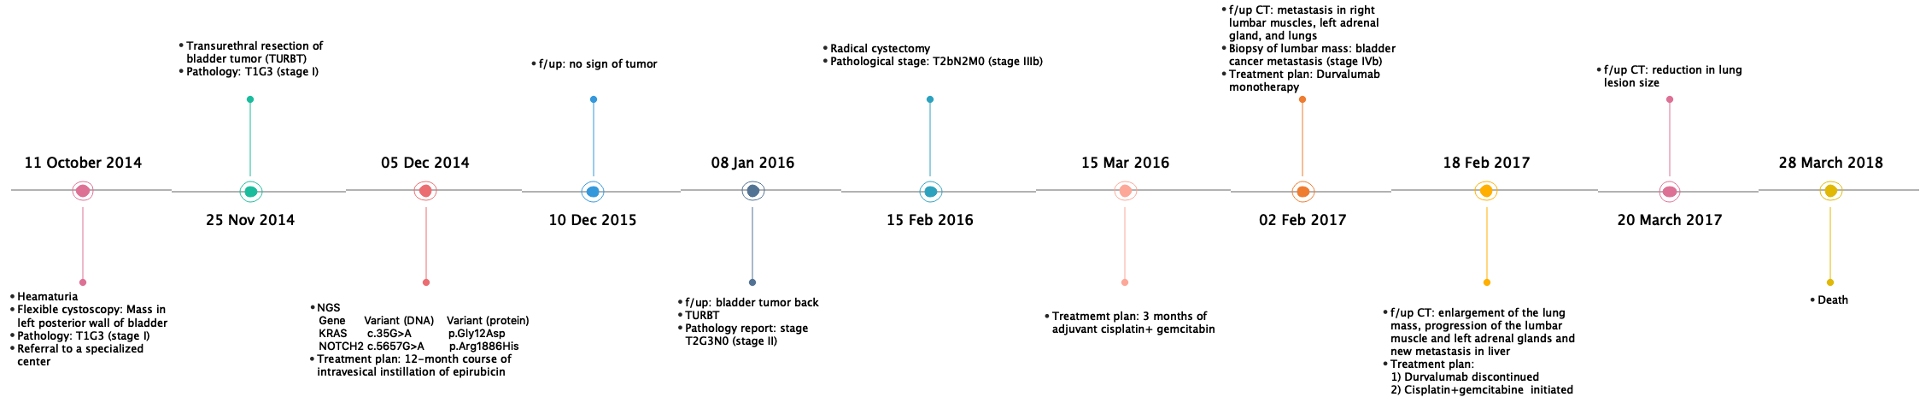 11 October 2014
• Heamaturia
• Flexible cystoscopy: Mass in
left posterior wall of bladder
• Pathology: T1G3 (stage I)
• Referral to a specialized
center
• Transurethral resection of
bladder tumor (TURBT)
• Pathology: T1G3 (stage I)
25 Nov 2014
05 Dec 2014
• NGS
Gene Variant (DNA) Variant (protein)
KRAS c.35G>A p.Gly12Asp
NOTCH2 c.5657G>A p.Arg1886His
• Treatment plan: 12-month course of
intravesical instillation of epirubicin
• f/up: no sign of tumor
10 Dec 2015
08 Jan 2016
• f/up: bladder tumor back
• TURBT
• Pathology report: stage
T2G3N0 (stage II)
• Radical cystectomy
• Pathological stage: T2bN2M0 (stage IIIb)
15 Feb 2016
15 Mar 2016
• Treatmemt plan: 3 months of
adjuvant cisplatin+ gemcitabin
• f/up CT: metastasis in right
lumbar muscles, left adrenal
gland, and lungs
• Biopsy of lumbar mass: bladder
cancer metastasis (stage IVb)
• Treatment plan: Durvalumab
monotherapy
02 Feb 2017
18 Feb 2017
• f/up CT: enlargement of the lung
mass, progression of the lumbar
muscle and left adrenal glands and
new metastasis in liver
• Treatment plan:
1) Durvalumab discontinued
2) Cisplatin+gemcitabine initiated
• f/up CT: reduction in lung
lesion size
20 March 2017
28 March 2018
• Death